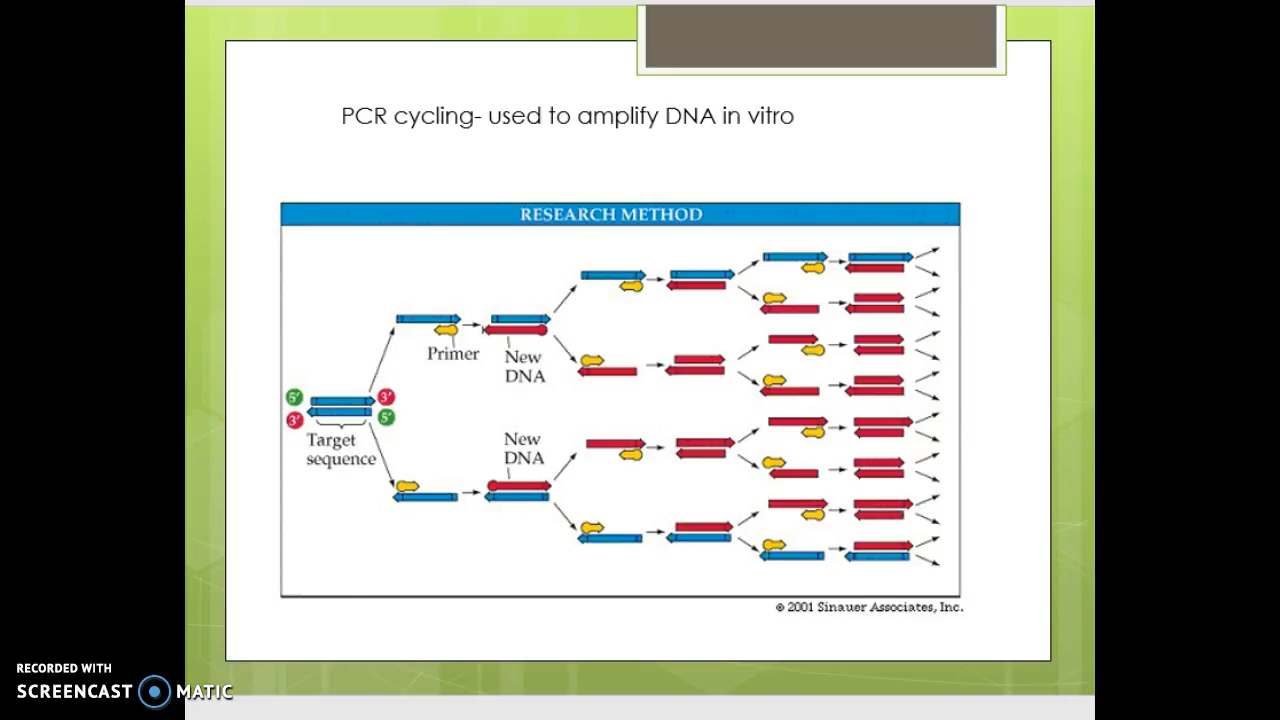 PCR cycling- used to amplify DNA in vitro
RESEARCH METHOD
Primer
New
DNA
5'
3'
3'
5'
Target
sequence
New
DNA
© 2001 Sinauer Associates, Inc.
RECORDED WITH
SCREENCAST MATIC